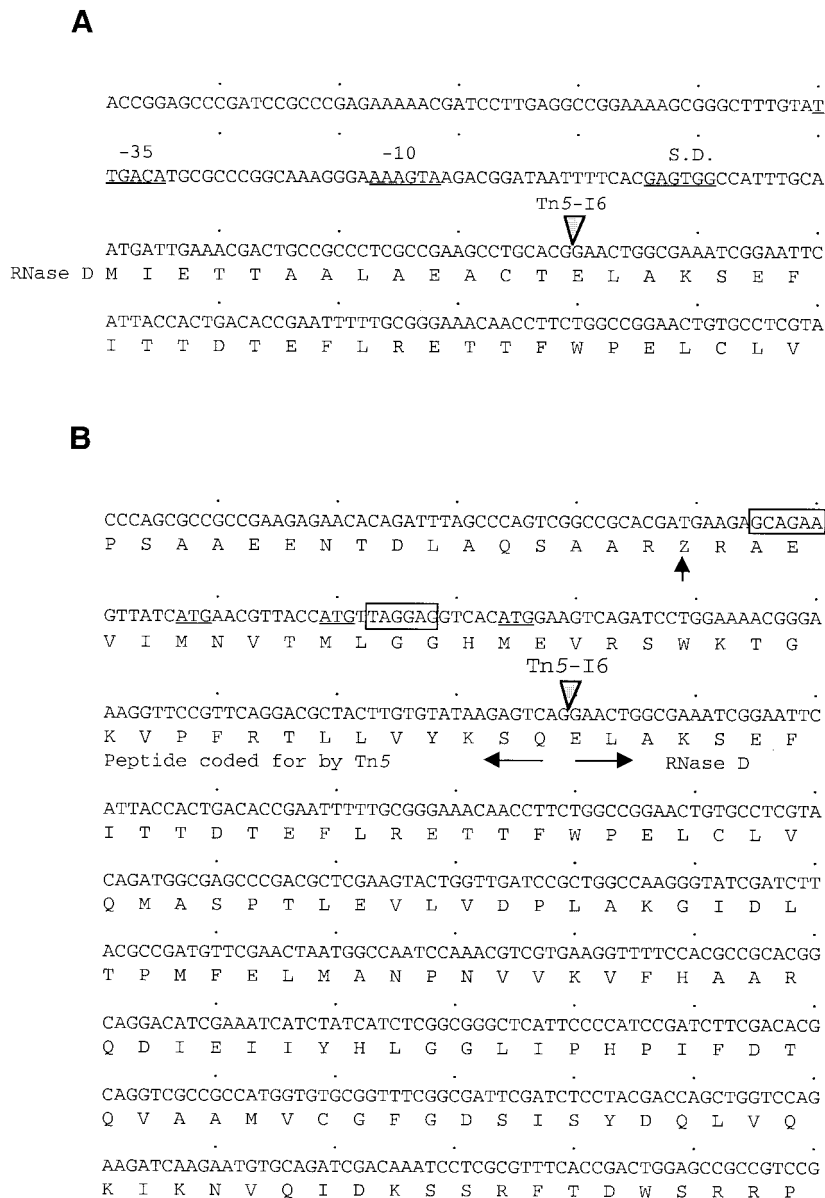 A
ACCGGAGCCCGATCCGCCCGAGAAAAACGATCCTTGAGGCCGGAAAAGCGGGCTTTGTAT
-35 -10 S.D.
TGACATGCGCCCGGCAAAGGGAAAAGTAAGACGGATAATTTTCACGAGTGGCCATTTGCA
Tn5-I6
ATGATTGAAACGACTGCCGCCCTCGCCGAAGCCTGCACGGAACTGGCGAAATCGGAATTC
RNase D M I E T T A A L A E A C T E L A K S E F
ATTACCACTGACACCGAATTTTTGCGGGAAACAACCTTCTGGCCGGAACTGTGCCTCGTA
I T T D T E F L R E T T F W P E L C L V
B
CCCAGCGCCGCCGAAGAGAACACAGATTTAGCCCAGTCGGCCGCACGATGAAGAGCAGAA
P S A A E E N T D L A Q S A A R Z R A E
GTTATCATGAACGTTACCATGTTAGGAGGTCACATGGAAGTCAGATCCTGGAAAACGGGA
V I M N V T M L G G H M E V R S W K T G
Tn5-I6
AAGGTTCCGTTCAGGACGCTACTTGTGTATAAGAGTCAGGAACTGGCGAAATCGGAATTC
K V P F R T L L V Y K S Q E L A K S E F
Peptide coded for by Tn5 RNase D
ATTACCACTGACACCGAATTTTTGCGGGAAACAACCTTCTGGCCGGAACTGTGCCTCGTA
I T T D T E F L R E T T F W P E L C L V
CAGATGGCGAGCCCGACGCTCGAAGTACTGGTTGATCCGCTGGCCAAGGGTATCGATCTT
Q M A S P T L E V L V D P L A K G I D L
ACGCCGATGTTCGAACTAATGGCCAATCCAAACGTCGTGAAGGTTTTCCACGCCGCACGG
T P M F E L M A N P N V V K V F H A A R
CAGGACATCGAAATCATCTATCATCTCGGCGGGCTCATTCCCCATCCGATCTTCGACACG
Q D I E I I Y H L G G L I P H P I F D T
CAGGTCGCCGCCATGGTGTGCGGTTTCGGCGATTCGATCTCCTACGACCAGCTGGTCCAG
Q V A A M V C G F G D S I S Y D Q L V Q
AAGATCAAGAATGTGCAGATCGACAAATCCTCGCGTTTCACCGACTGGAGCCGCCGTCCG
K I K N V Q I D K S S R F T D W S R R P